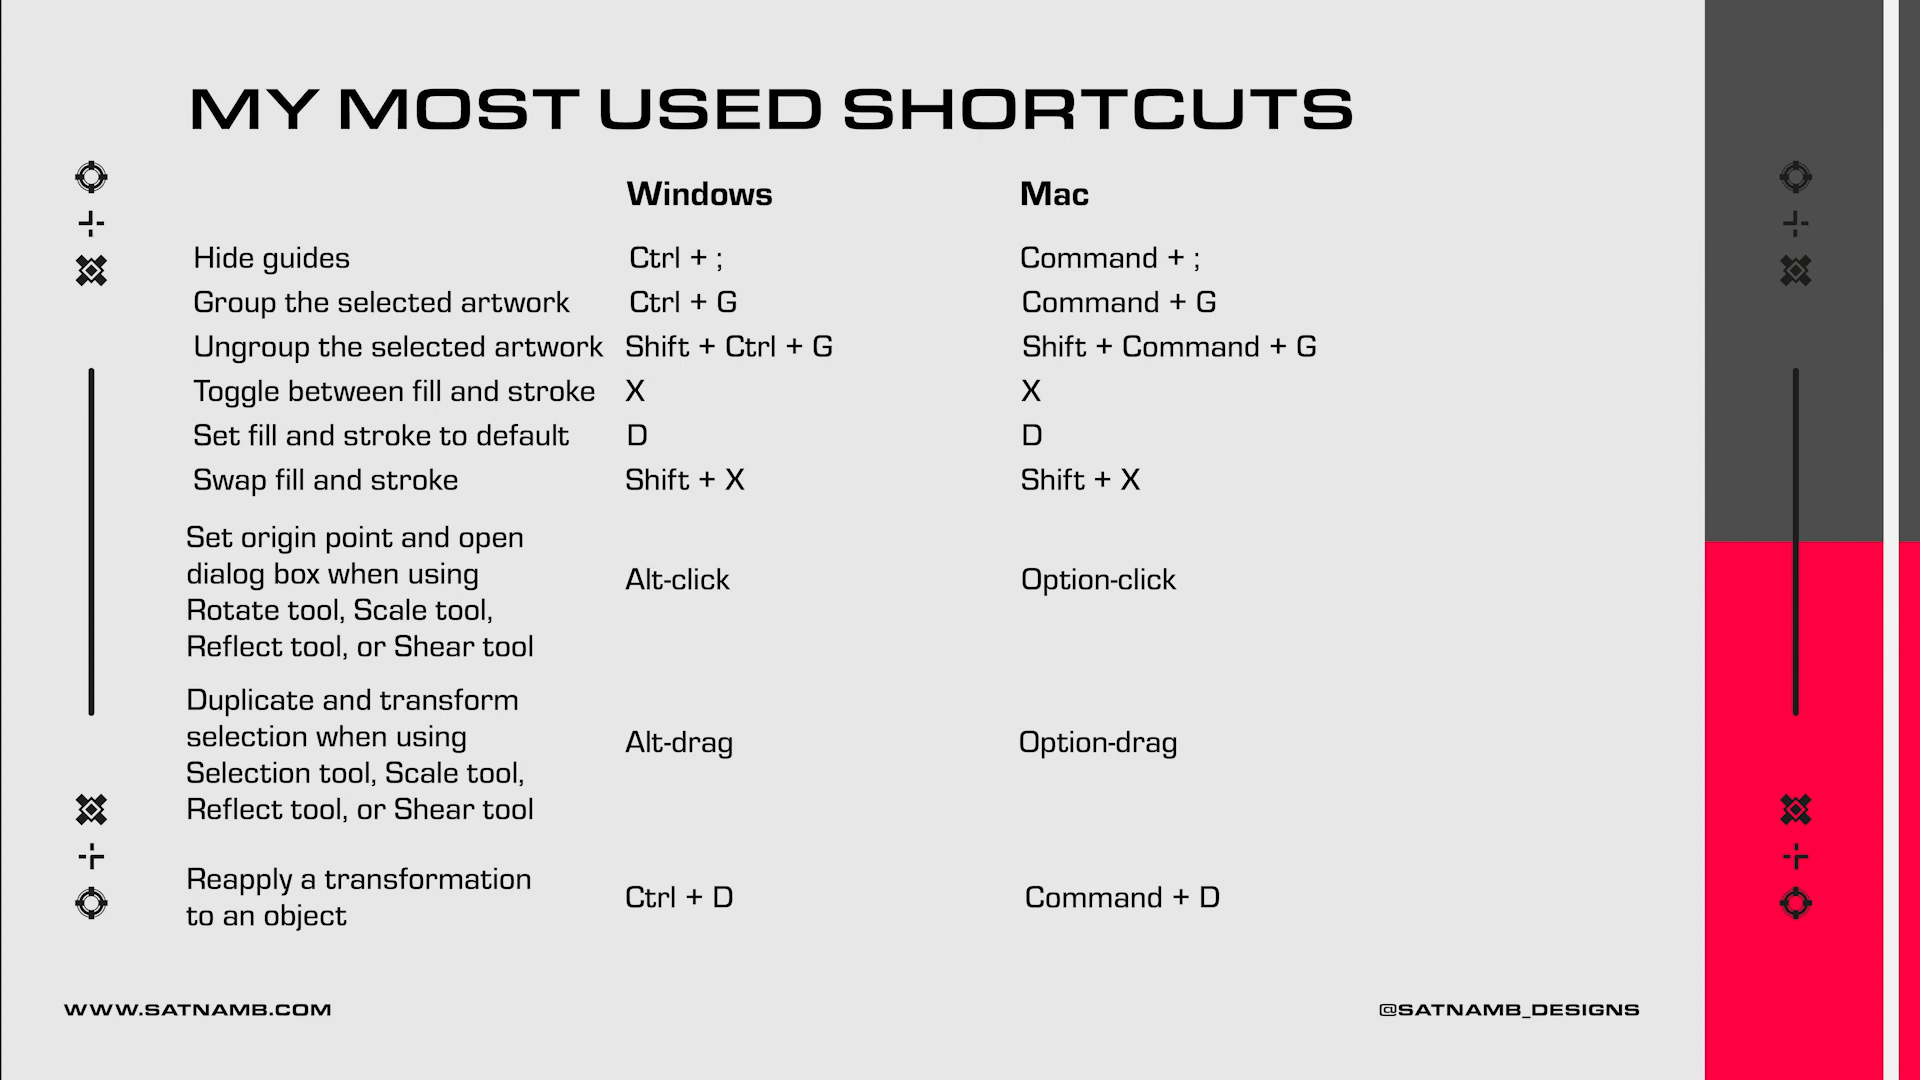 MY MOST USED SHORTCUTS
Windows Mac
Hide guides Ctrl + ; Command + ;
Group the selected artwork Ctrl + G Command + G
Ungroup the selected artwork Shift + Ctrl + G Shift + Command + G
Toggle between fill and stroke X X
Set fill and stroke to default D D
Swap fill and stroke Shift + X Shift + X
Set origin point and open
dialog box when using
Rotate tool, Scale tool,
Reflect tool, or Shear tool
Alt-click Option-click
Duplicate and transform
selection when using
Selection tool, Scale tool,
Reflect tool, or Shear tool
Alt-drag Option-drag
Reapply a transformation
to an object
Ctrl + D Command + D
WWW.SATNAMB.COM @SATNAMB_DESIGNS